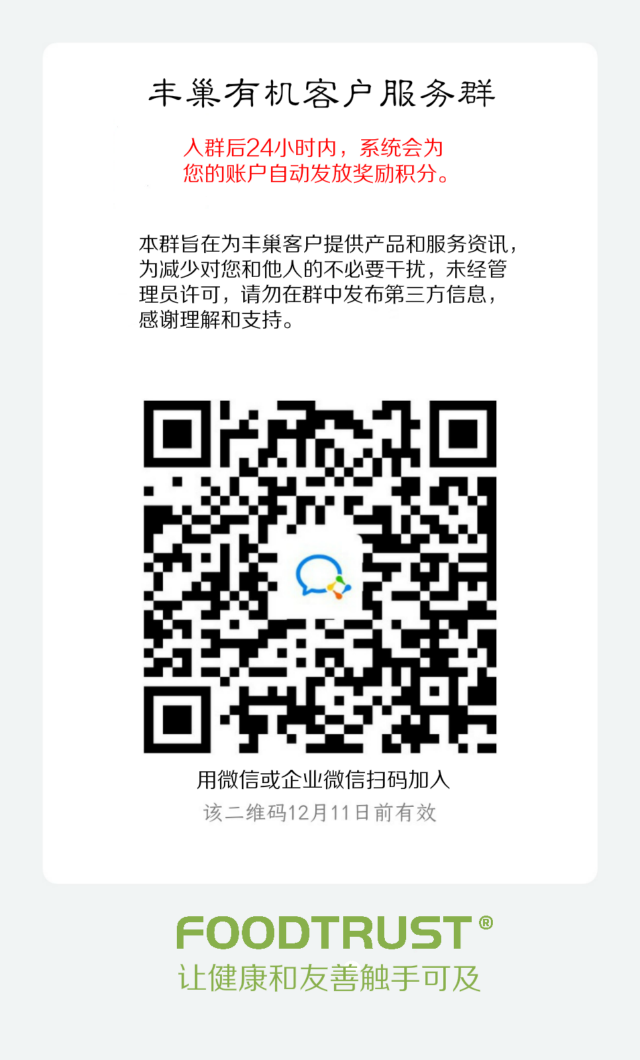 丰巢有机客户服务群
入群后24小时内，系统会为
您的账户自动发放奖励积分。
本群旨在为丰巢客户提供产品和服务资讯，
为减少对您和他人的不必要干扰，未经管
理员许可，请勿在群中发布第三方信息，
感谢理解和支持。
用微信或企业微信扫码加入
该二维码12月11日前有效
FOODTRUST®
让健康和友善触手可及